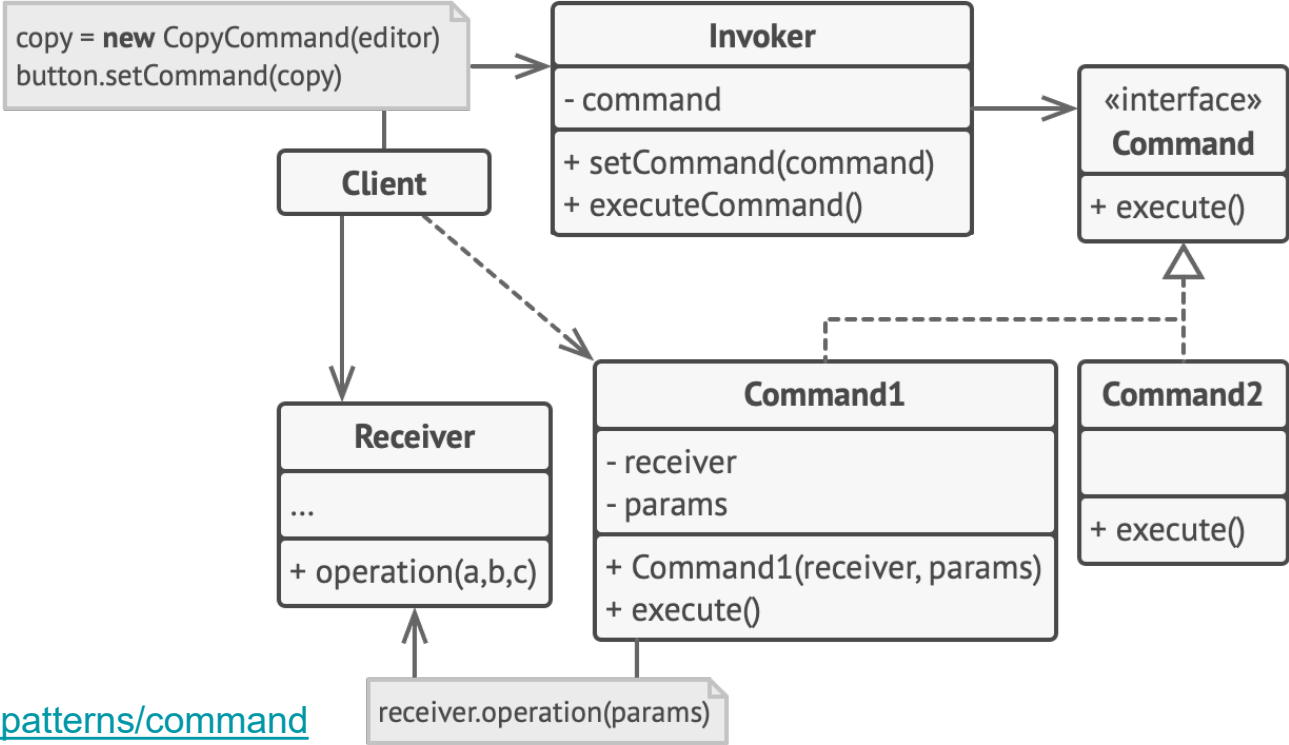 copy = new CopyCommand(editor)
button.setCommand(copy)
Client
Invoker
- command
+ setCommand(command)
+ executeCommand()
«interface»
Command
+ execute()
Receiver
...
+ operation(a,b,c)
Command1
- receiver
- params
+ Command1(receiver, params)
+ execute()
Command2
+ execute()
receiver.operation(params)
patterns/command